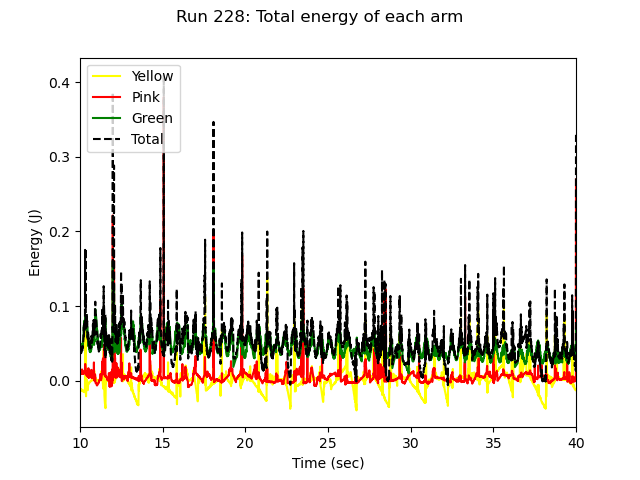 Run 228: Total energy of each arm
Yellow
Pink
Green
Total
Energy (J)
0.4
0.3
0.2
0.1
0.0
10
15
20
25
30
35
40
Time (sec)